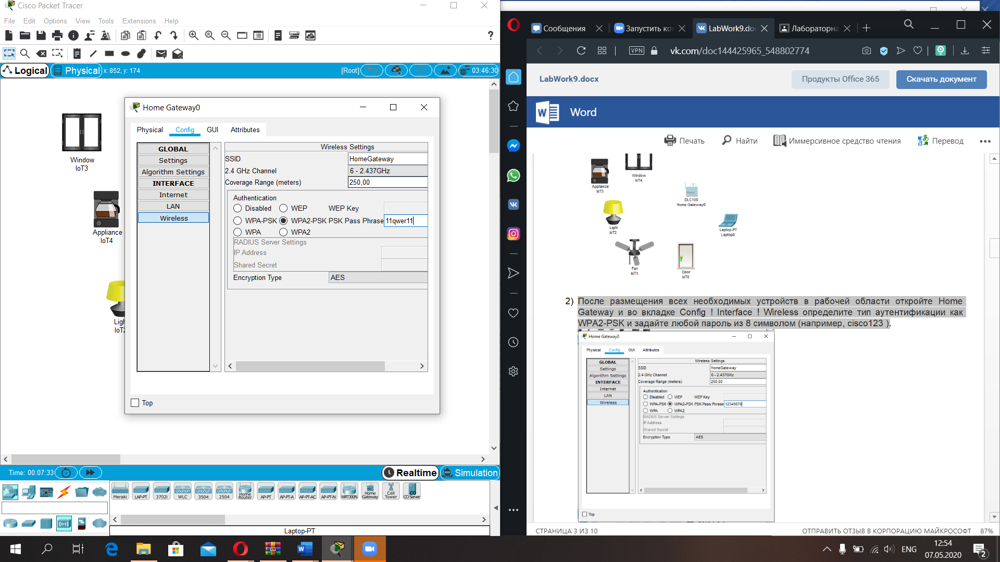 Cisco Packet Tracer
File Edit Options View Tools Extensions Help
?
Logical Physical x: 852, y: 174 [Root] 03:46:30
Window
IoT3
Appliance
IoT4
Home Gateway0
Physical Config GUI Attributes
GLOBAL
Settings
Algorithm Settings
INTERFACE
Internet
LAN
Wireless
Wireless Settings
SSID HomeGateway
2.4 GHz Channel 6 - 2.437GHz
Coverage Range (meters) 250,00
Authentication
Disabled WEP WEP Key
WPA-PSK WPA2-PSK PSK Pass Phrase 11qwer11
WPA WPA2
RADIUS Server Settings
IP Address
Shared Secret
Encryption Type AES
Top
Time: 00:07:33 Realtime Simulation
Meraki LAP-PT 3702i WLC 3504 2504 Home Router AP-PT AP-PT-A AP-PT-AC AP-PT-N WRT300N Home Gateway Cell Tower CO Server
Laptop-PT
Сообщения Запустить ко LabWork9.doc Лабораторна
VPN vk.com/doc144425965_548802774
LabWork9.docx Продукты Office 365 Скачать документ
Word
Печать Найти Иммерсивное средство чтения Перевод
Appliance
IoT3
Window
IoT4
DLC100
Home Gateway0
Light
IoT2
Laptop-PT
Laptop0
Fan
IoT1
Door
IoT0
2) После размещения всех необходимых устройств в рабочей области откройте Home
Gateway и во вкладке Config ! Interface ! Wireless определите тип аутентификации как
WPA2-PSK и задайте любой пароль из 8 символом (например, cisco123 ).
Home Gateway0
Physical Config GUI Attributes
GLOBAL
Settings
Algorithm Settings
INTERFACE
Internet
LAN
Wireless
Wireless Settings
SSID HomeGateway
2.4 GHz Channel 6 - 2.437GHz
Coverage Range (meters) 250,00
Authentication
Disabled WEP WEP Key
WPA-PSK WPA2-PSK PSK Pass Phrase 12345678
WPA WPA2
RADIUS Server Settings
IP Address
Shared Secret
Encryption Type AES
Top
СТРАНИЦА 3 ИЗ 10 ОТПРАВИТЬ ОТЗЫВ В КОРПОРАЦИЮ МАЙКРОСОФТ 87%
ENG 12:54
07.05.2020 2